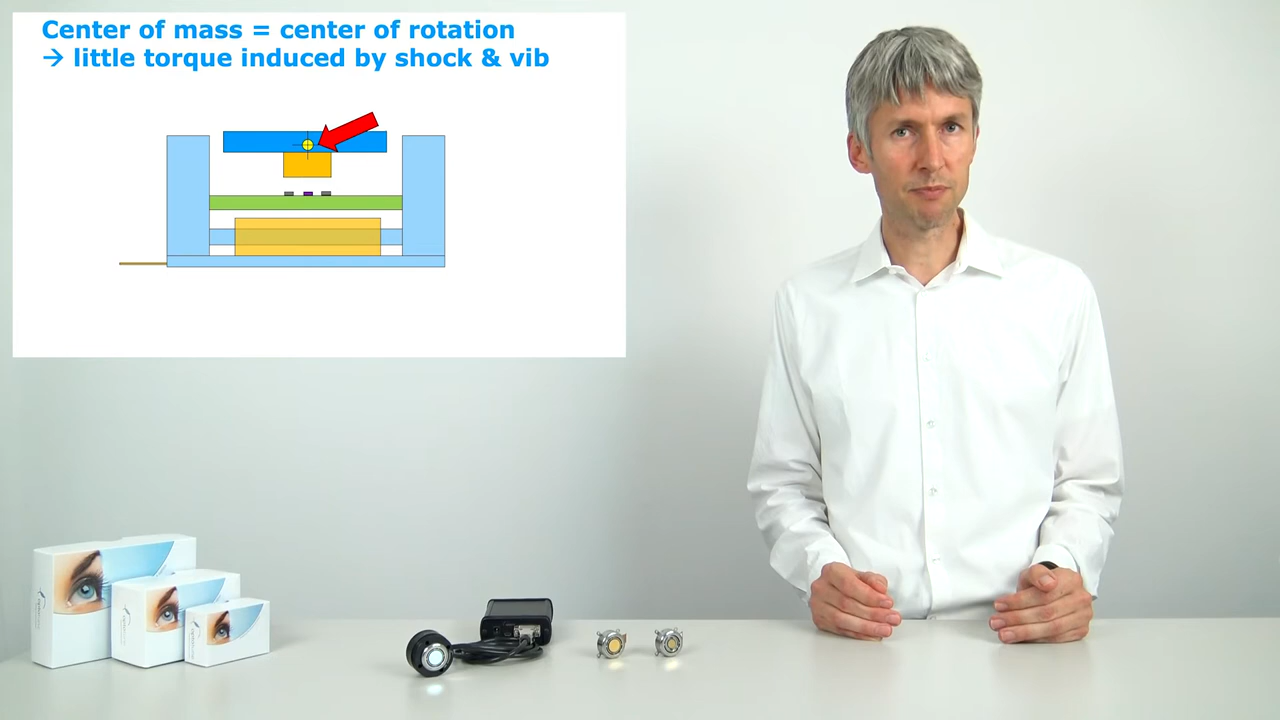 Center of mass = center of rotation
→ little torque induced by shock & vib